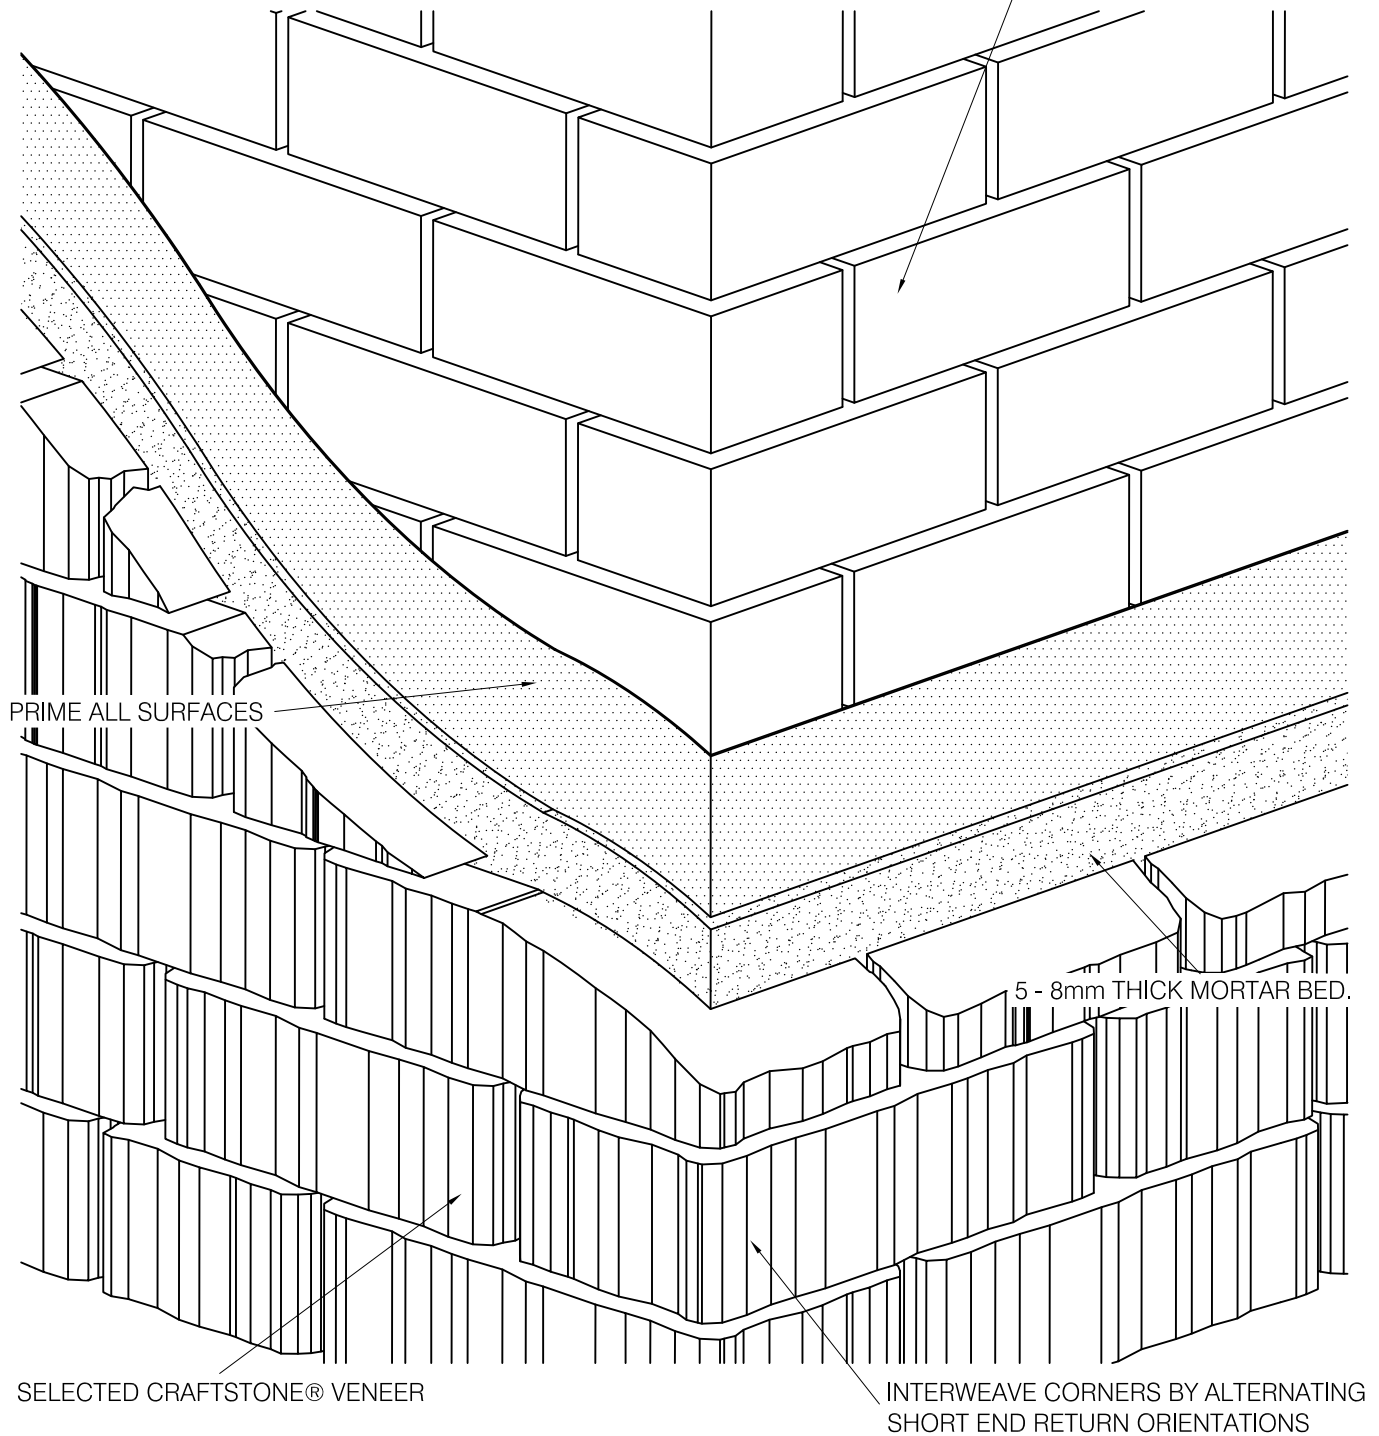 PRIME ALL SURFACES
5 - 8mm THICK MORTAR BED.
SELECTED CRAFTSTONE® VENEER
INTERWEAVE CORNERS BY ALTERNATING
SHORT END RETURN ORIENTATIONS